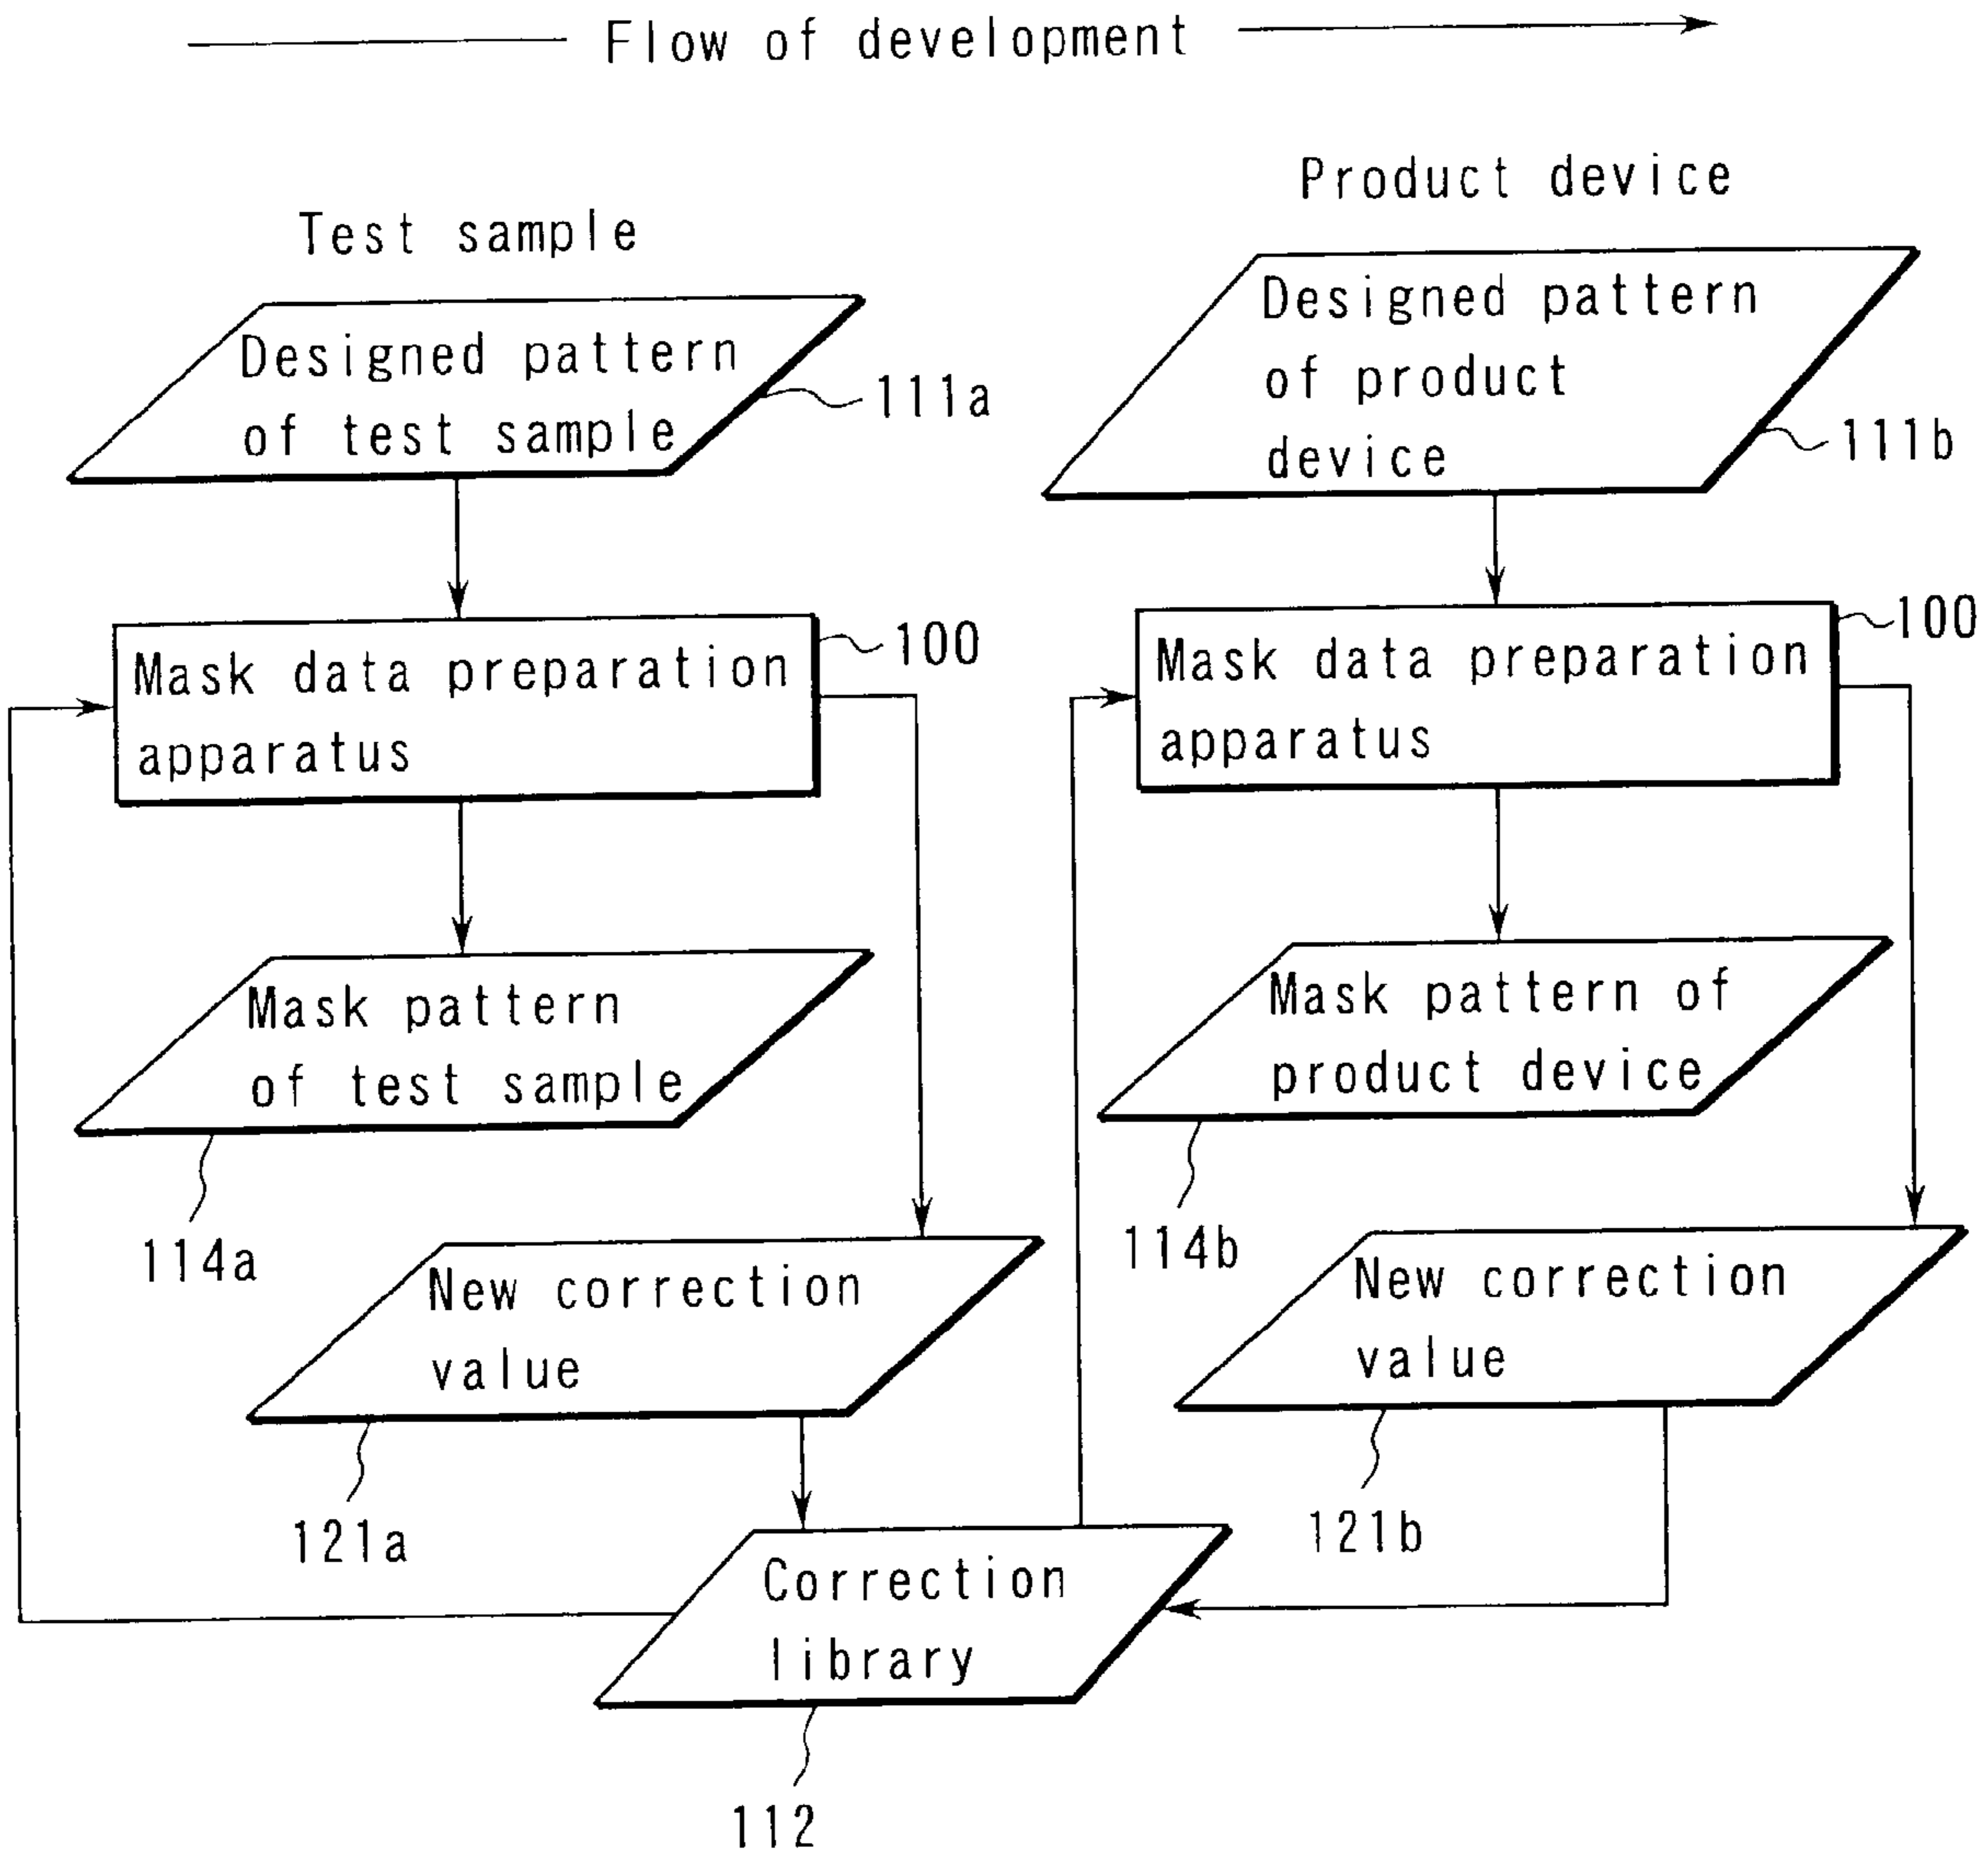 Flow of development
Test sample
Designed pattern
of test sample
111a
Mask data preparation
apparatus
100
Mask pattern
of test sample
114a
New correction
value
121a
Product device
Designed pattern
of product
device
111b
Mask data preparation
apparatus
100
Mask pattern of
product device
114b
New correction
value
121b
Correction
library
112